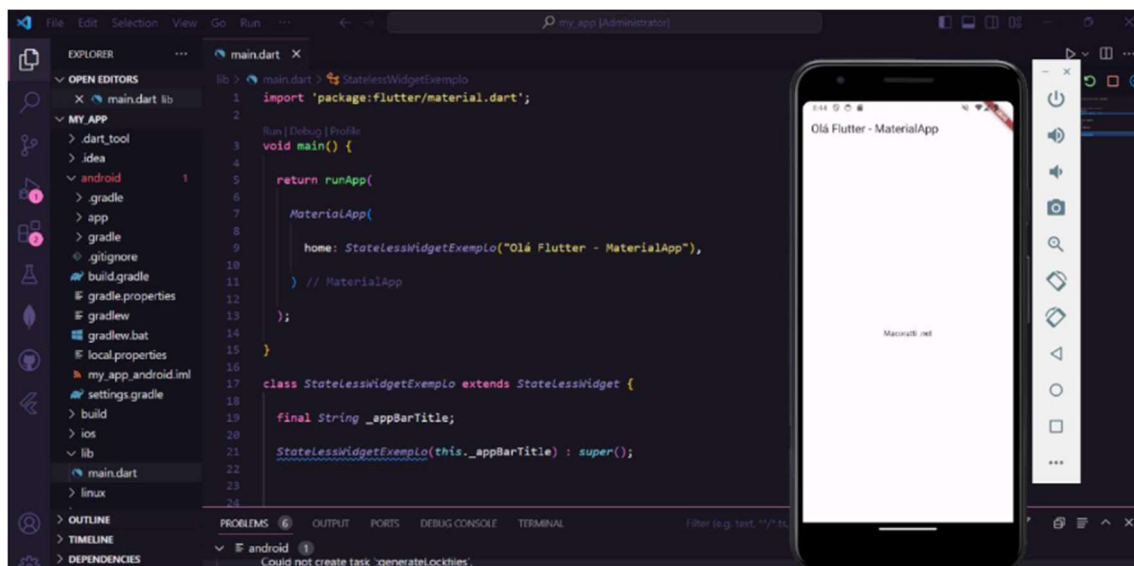 File Edit Selection View Go Run ...
my_app [Administrator]
EXPLORER
main.dart
OPEN EDITORS
main.dart lib
MY_APP
.dart_tool
.idea
android 1
.gradle
app
gradle
.gitignore
build.gradle
gradle.properties
gradlew
gradlew.bat
local.properties
my_app_android.iml
settings.gradle
build
ios
lib
main.dart
linux
OUTLINE
TIMELINE
DEPENDENCIES
1
2
lib > main.dart > StatelessWidgetExemplo
1 import 'package:flutter/material.dart';
2
Run | Debug | Profile
3 void main() {
4
5 return runApp(
6
7 MaterialApp(
8
9 home: StatelessWidgetExemplo("Olá Flutter - MaterialApp"),
10
11 ) // MaterialApp
12
13 );
14
15 }
16
17 class StatelessWidgetExemplo extends StatelessWidget {
18
19 final String _appBarTitle;
20
21 StatelessWidgetExemplo(this._appBarTitle) : super();
22
23
24
PROBLEMS 6 OUTPUT PORTS DEBUG CONSOLE TERMINAL
android 1
Could not create task ':generateLockfiles'.
8:44
Olá Flutter - MaterialApp
Macoratti .net